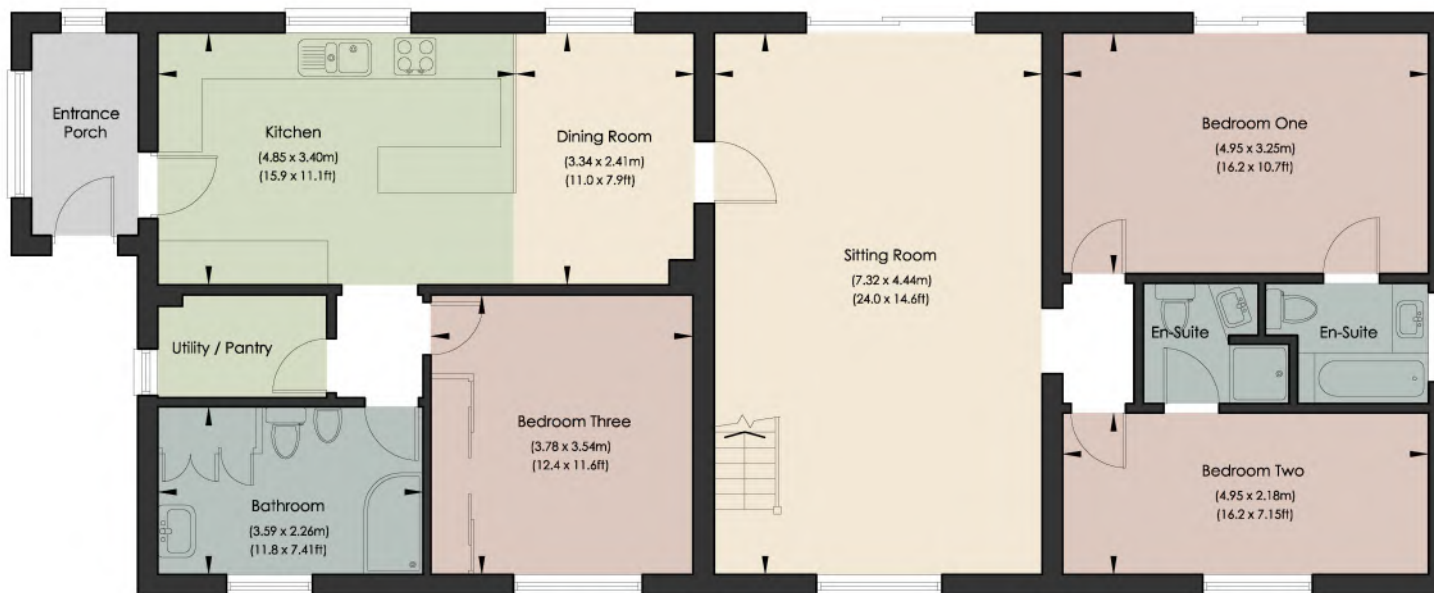 Entrance
Porch
Kitchen
(4.85 x 3.40m)
(15.9 x 11.1ft)
Dining Room
(3.34 x 2.41m)
(11.0 x 7.9ft)
Sitting Room
(7.32 x 4.44m)
(24.0 x 14.6ft)
Bedroom One
(4.95 x 3.25m)
(16.2 x 10.7ft)
Utility / Pantry
En-Suite
En-Suite
Bathroom
(3.59 x 2.26m)
(11.8 x 7.41ft)
Bedroom Three
(3.78 x 3.54m)
(12.4 x 11.6ft)
Bedroom Two
(4.95 x 2.18m)
(16.2 x 7.15ft)